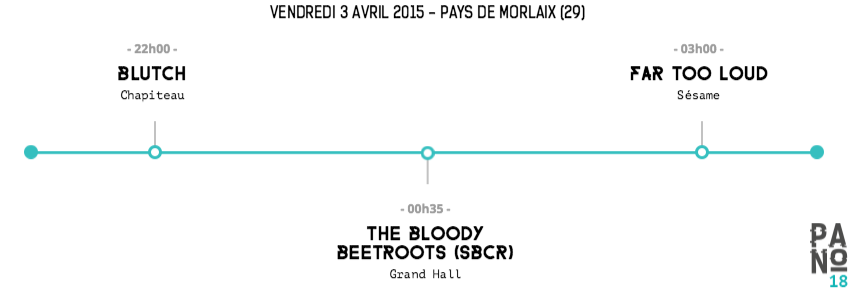 VENDREDI 3 AVRIL 2015 – PAYS DE MORLAIX (29)
- 22h00 -
BLUTCH
Chapiteau
- 03h00 -
FAR TOO LOUD
Sésame
- 00h35 -
THE BLOODY
BEETROOTS (SBCR)
Grand Hall
PA
Nº
18